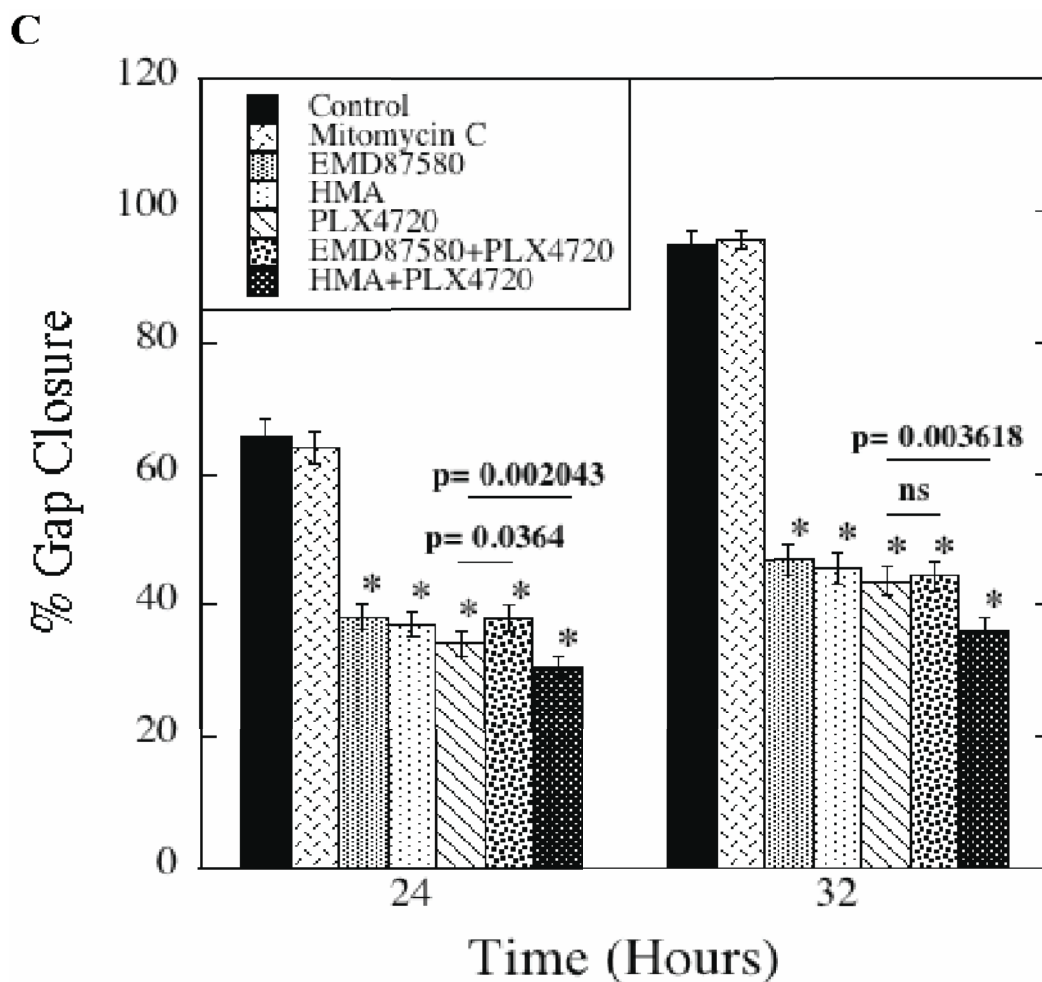 C
120
100
80
60
40
20
0
% Gap Closure
Control
Mitomycin C
EMD87580
HMA
PLX4720
EMD87580+PLX4720
HMA+PLX4720
p= 0.002043
p= 0.0364
* * * * *
p= 0.003618
ns
* * * * *
24 32
Time (Hours)